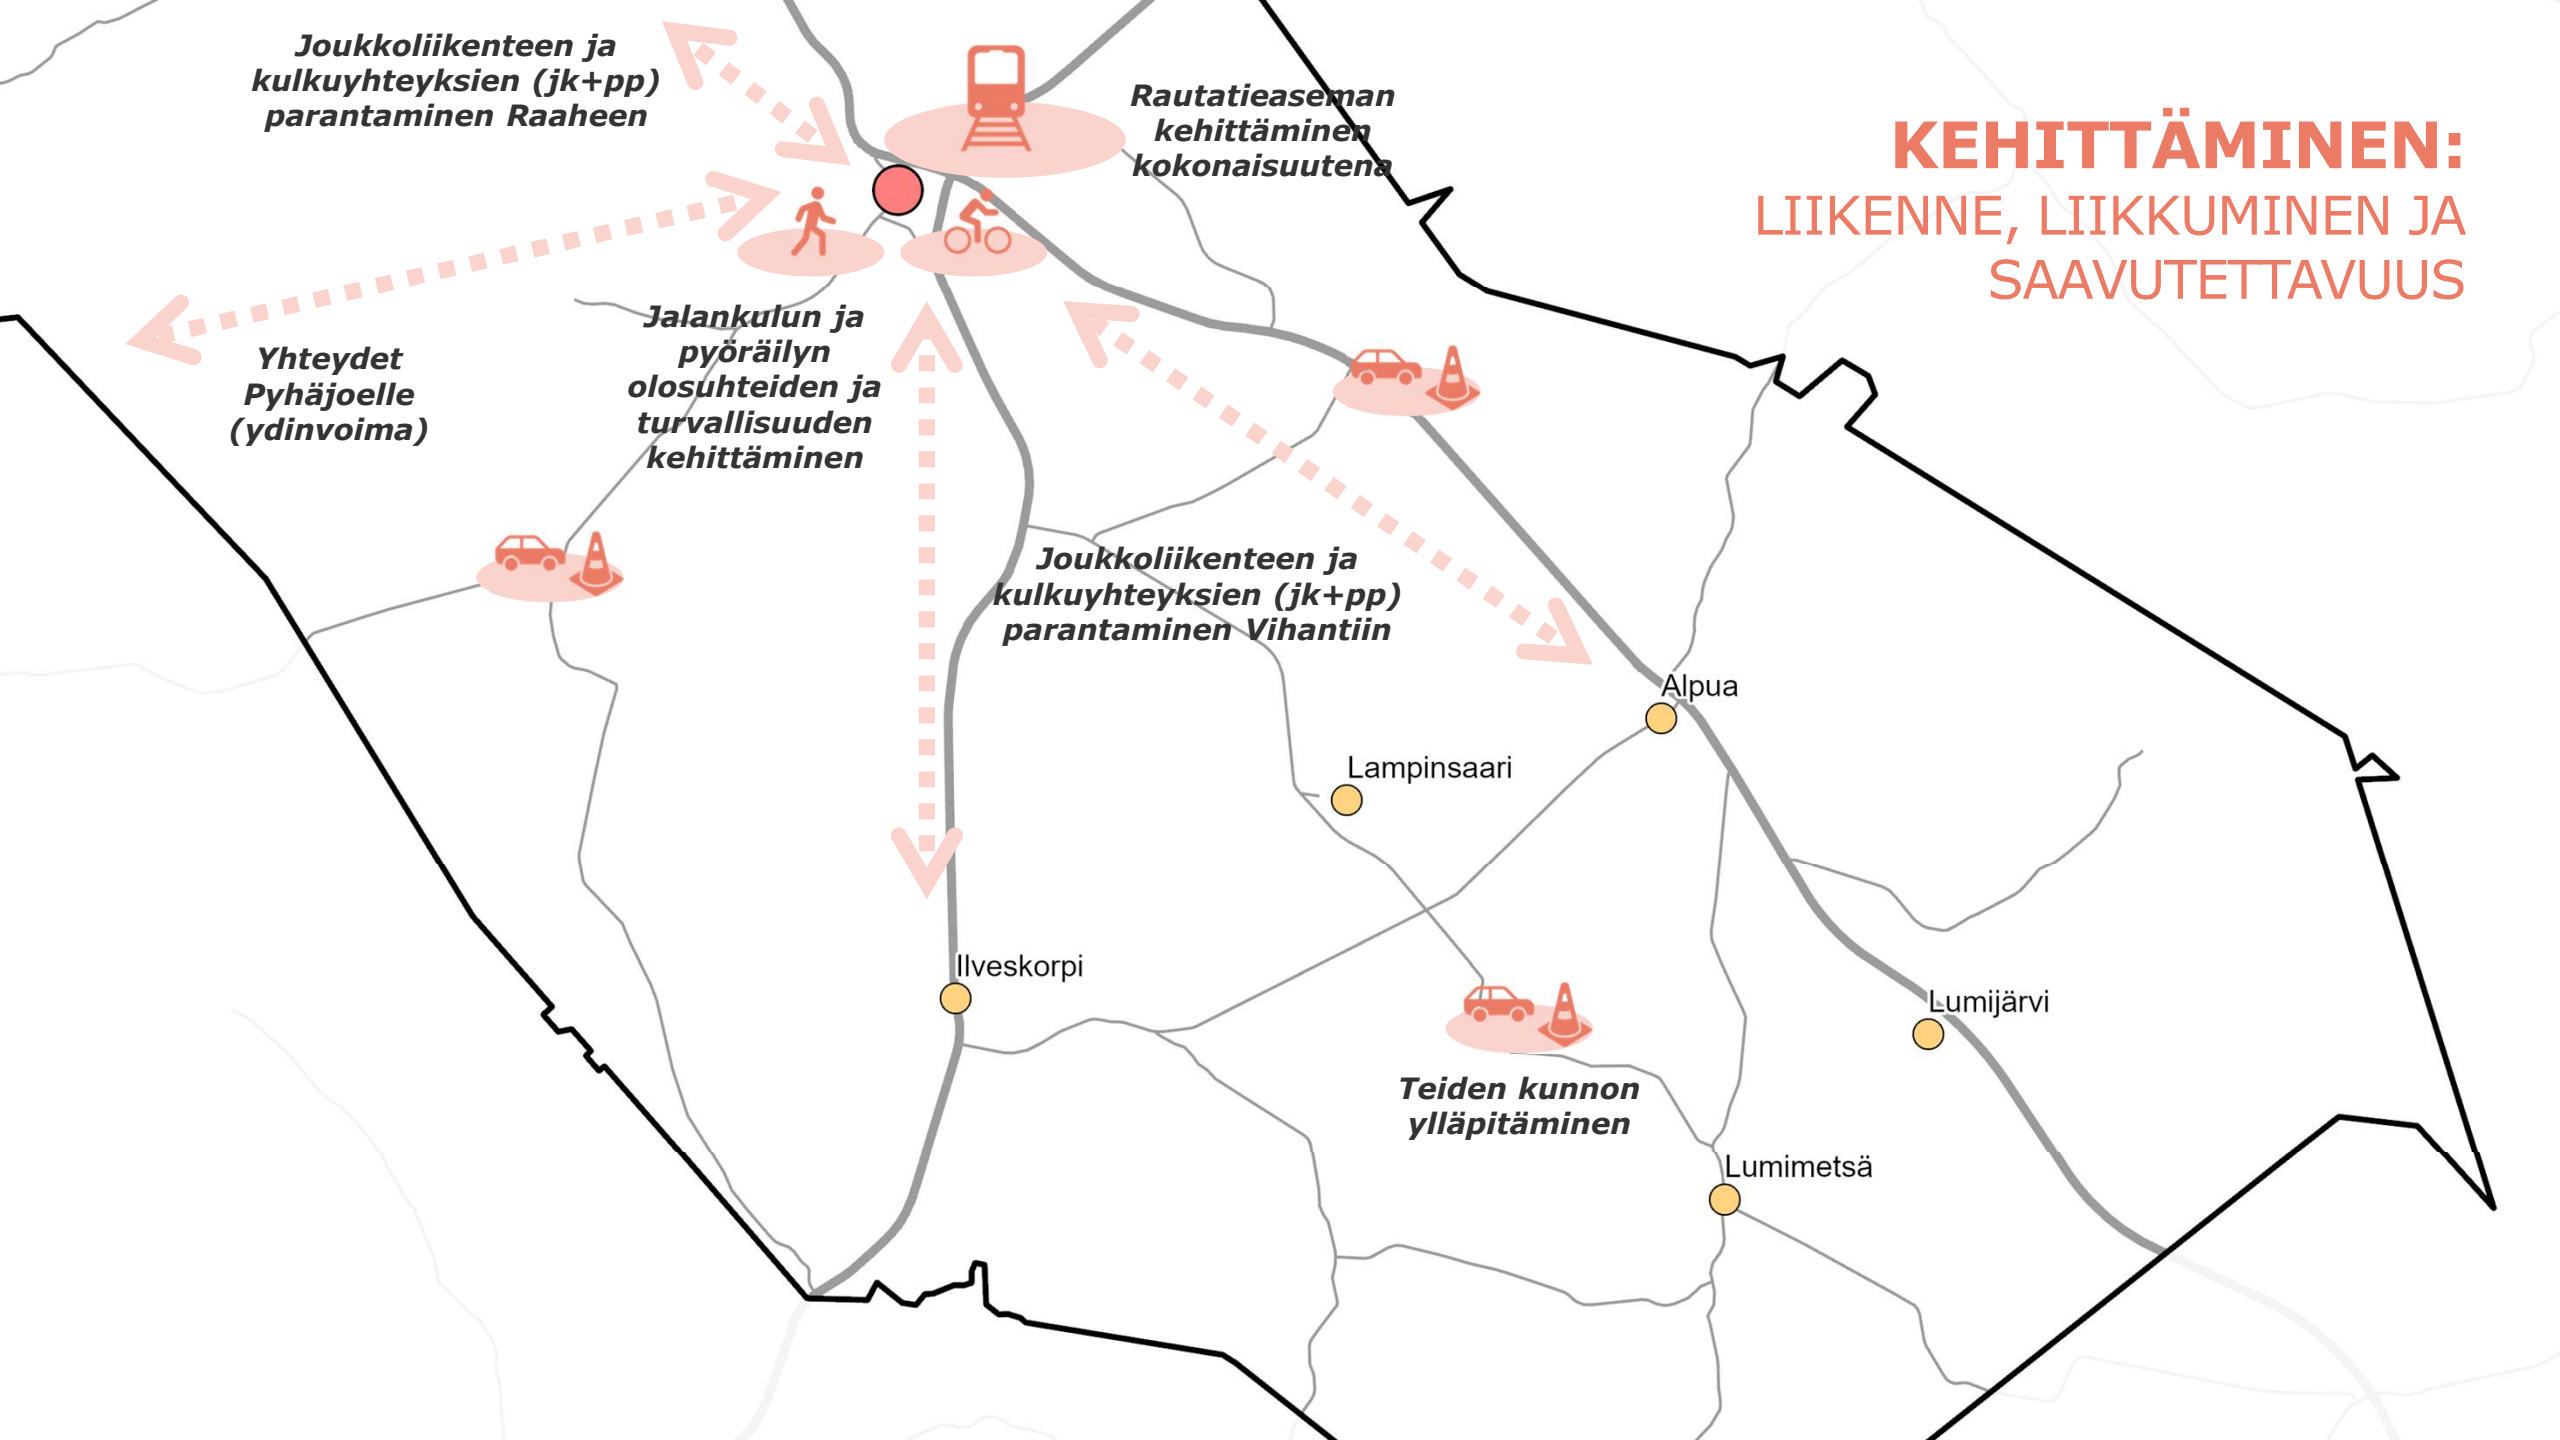 Joukkoliikenteen ja
kulkuyhteyksien (jk+pp)
parantaminen Raaheen
Rautatieaseman
kehittäminen
kokonaisuutena
KEHITTÄMINEN:
LIIKENNE, LIIKKUMINEN JA
SAAVUTETTAVUUS
Yhteydet
Pyhäjoelle
(ydinvoima)
Jalankulun ja
pyöräilyn
olosuhteiden ja
turvallisuuden
kehittäminen
Joukkoliikenteen ja
kulkuyhteyksien (jk+pp)
parantaminen Vihantiin
Alpua
Lampinsaari
Ilveskorpi
Lumijärvi
Teiden kunnon
ylläpitäminen
Lumimetsä